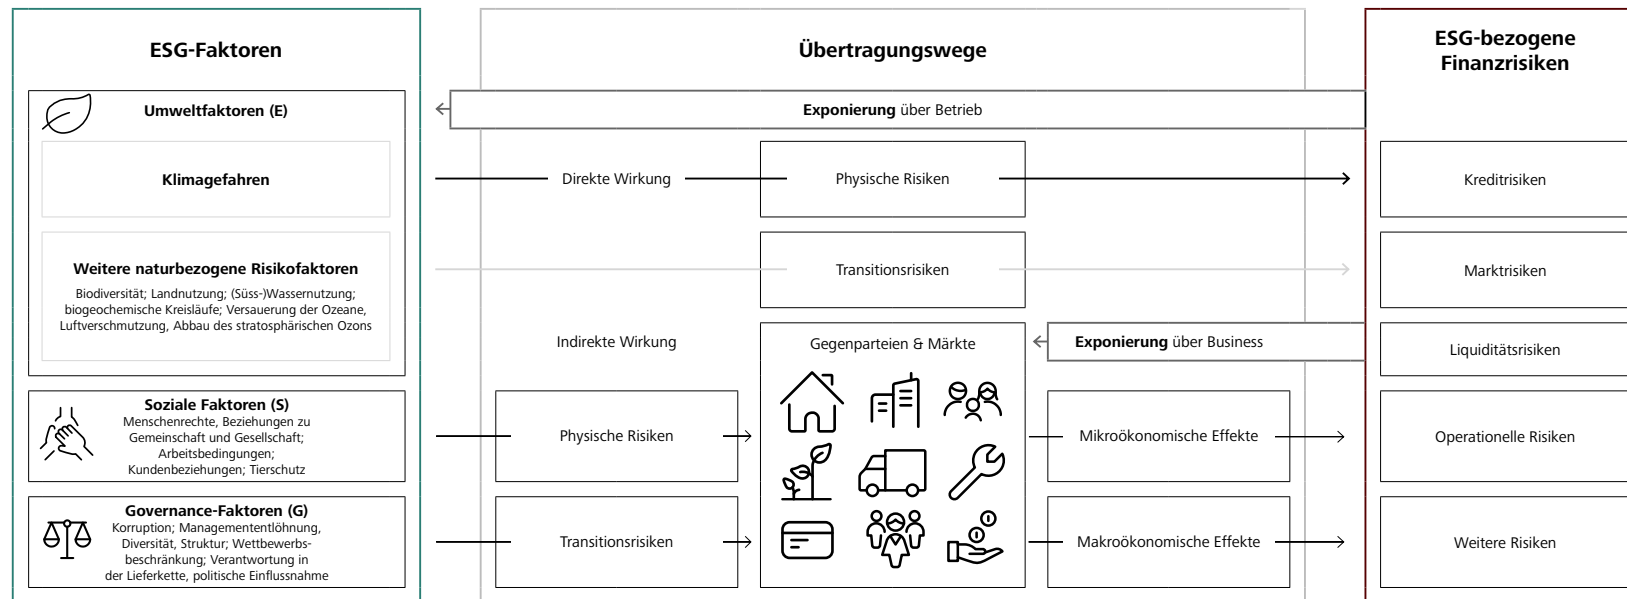 ESG-Faktoren
Umweltfaktoren (E)
Klimagefahren
Weitere naturbezogene Risikofaktoren
Biodiversität; Landnutzung; (Süss-)Wassernutzung;
biogeochemische Kreisläufe; Versauerung der Ozeane,
Luftverschmutzung, Abbau des stratosphärischen Ozons
Soziale Faktoren (S)
Menschenrechte, Beziehungen zu
Gemeinschaft und Gesellschaft;
Arbeitsbedingungen;
Kundenbeziehungen; Tierschutz
Governance-Faktoren (G)
Korruption; Managemententlöhnung,
Diversität, Struktur; Wettbewerbs-
beschränkung; Verantwortung in
der Lieferkette, politische Einflussnahme
Übertragungswege
Exponierung über Betrieb
Direkte Wirkung
Physische Risiken
Transitionsrisiken
Indirekte Wirkung
Gegenparteien & Märkte
Exponierung über Business
Physische Risiken
Mikroökonomische Effekte
Transitionsrisiken
Makroökonomische Effekte
ESG-bezogene
Finanzrisiken
Kreditrisiken
Marktrisiken
Liquiditätsrisiken
Operationelle Risiken
Weitere Risiken